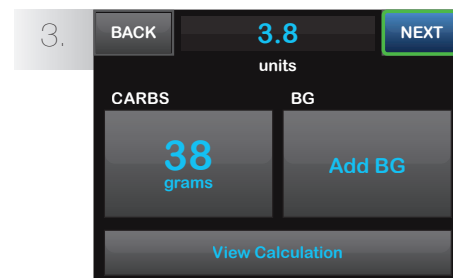 3.
BACK 3.8 NEXT
units
CARBS BG
38
grams
Add BG
View Calculation